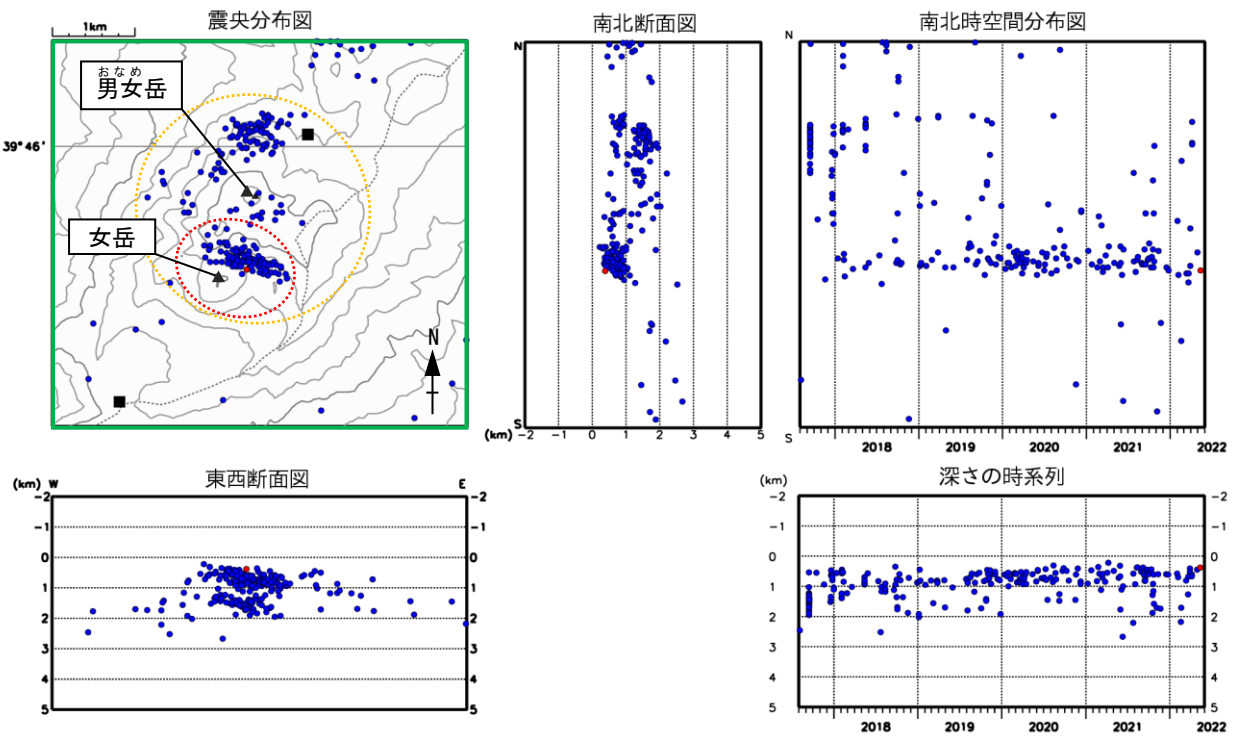 震央分布図
1km
おなめ
男女岳
39°46′
女岳
N
南北断面図
N
S
(km)
-2 -1 0 1 2 3 4 5
南北時空間分布図
N
S
2018 2019 2020 2021 2022
東西断面図
(km) W E
-2 -2
-1 -1
0 0
1 1
2 2
3 3
4 4
5 5
深さの時系列
(km)
-2 -2
-1 -1
0 0
1 1
2 2
3 3
4 4
5 5
2018 2019 2020 2021 2022